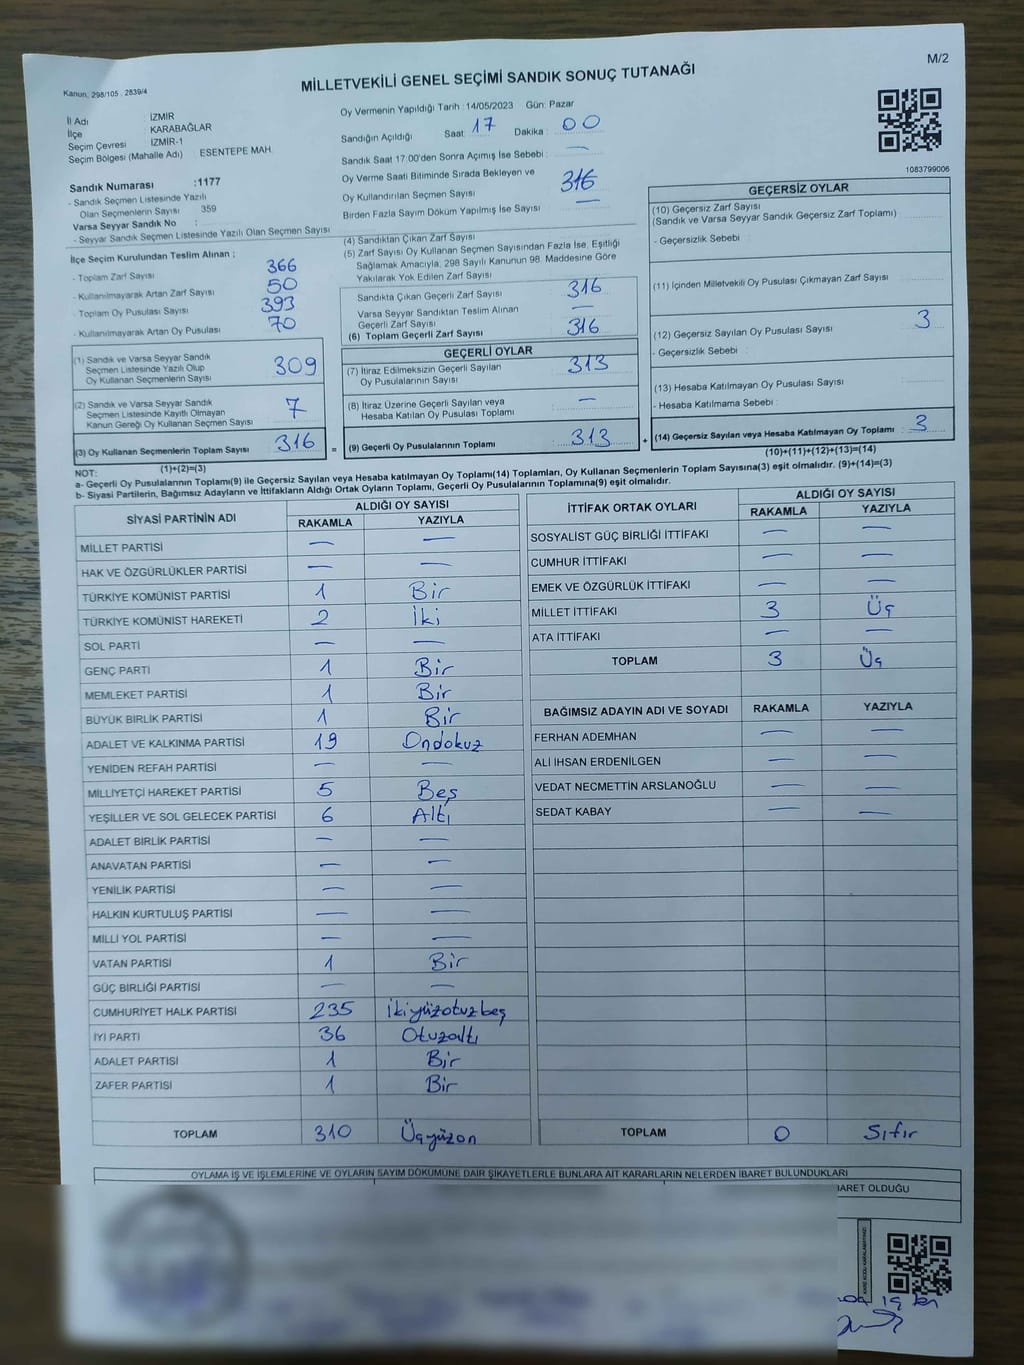 M/2
Kanun. 298/105 . 2839/4
MİLLETVEKİLİ GENEL SEÇİMİ SANDIK SONUÇ TUTANAĞI
İl Adı : İZMİR
İlçe : KARABAĞLAR
Seçim Çevresi : İZMİR-1
Seçim Bölgesi (Mahalle Adı) ESENTEPE MAH.
Sandık Numarası :1177
- Sandık Seçmen Listesinde Yazılı
Olan Seçmenlerin Sayısı 359
Varsa Seyyar Sandık No :
- Seyyar Sandık Seçmen Listesinde Yazılı Olan Seçmen Sayısı
Oy Vermenin Yapıldığı Tarih : 14/05/2023 Gün: Pazar
Sandığın Açıldığı Saat: 17 Dakika : 00
Sandık Saat 17:00'den Sonra Açımış İse Sebebi : —
Oy Verme Saati Bitiminde Sırada Bekleyen ve
Oy Kullandırılan Seçmen Sayısı 316
Birden Fazla Sayım Döküm Yapılmış İse Sayısı —
1083799006
İlçe Seçim Kurulundan Teslim Alınan ;
- Toplam Zarf Sayısı 366
- Kullanılmayarak Artan Zarf Sayısı 50
- Toplam Oy Pusulası Sayısı 393
- Kullanılmayarak Artan Oy Pusulası 70
(1) Sandık ve Varsa Seyyar Sandık
Seçmen Listesinde Yazılı Olup
Oy Kullanan Seçmenlerin Sayısı 309
(2) Sandık ve Varsa Seyyar Sandık
Seçmen Listesinde Kayıtlı Olmayan
Kanun Gereği Oy Kullanan Seçmen Sayısı 7
(3) Oy Kullanan Seçmenlerin Toplam Sayısı 316
(1)+(2)=(3)
(4) Sandıktan Çıkan Zarf Sayısı
(5) Zarf Sayısı Oy Kullanan Seçmen Sayısından Fazla İse, Eşitliği
Sağlamak Amacıyla, 298 Sayılı Kanunun 98. Maddesine Göre
Yakılarak Yok Edilen Zarf Sayısı
Sandıkta Çıkan Geçerli Zarf Sayısı 316
Varsa Seyyar Sandıktan Teslim Alınan
Geçerli Zarf Sayısı —
(6) Toplam Geçerli Zarf Sayısı 316
GEÇERLİ OYLAR
(7) İtiraz Edilmeksizin Geçerli Sayılan
Oy Pusulalarının Sayısı 313
(8) İtiraz Üzerine Geçerli Sayılan veya
Hesaba Katılan Oy Pusulası Toplamı —
= (9) Geçerli Oy Pusulalarının Toplamı 313
GEÇERSİZ OYLAR
(10) Geçersiz Zarf Sayısı
(Sandık ve Varsa Seyyar Sandık Geçersiz Zarf Toplamı)
- Geçersizlik Sebebi :
(11) İçinden Milletvekili Oy Pusulası Çıkmayan Zarf Sayısı
(12) Geçersiz Sayılan Oy Pusulası Sayısı 3
- Geçersizlik Sebebi :
(13) Hesaba Katılmayan Oy Pusulası Sayısı
- Hesaba Katılmama Sebebi :
+ (14) Geçersiz Sayılan veya Hesaba Katılmayan Oy Toplamı : 3
(10)+(11)+(12)+(13)=(14)
NOT:
a- Geçerli Oy Pusulalarının Toplamı(9) ile Geçersiz Sayılan veya Hesaba katılmayan Oy Toplamı(14) Toplamları, Oy Kullanan Seçmenlerin Toplam Sayısına(3) eşit olmalıdır. (9)+(14)=(3)
b- Siyasi Partilerin, Bağımsız Adayların ve İttifakların Aldığı Ortak Oyların Toplamı, Geçerli Oy Pusulalarının Toplamına(9) eşit olmalıdır.
SİYASİ PARTİNİN ADI ALDIĞI OY SAYISI
RAKAMLA YAZIYLA
MİLLET PARTİSİ — —
HAK VE ÖZGÜRLÜKLER PARTİSİ — —
TÜRKİYE KOMÜNİST PARTİSİ 1 Bir
TÜRKİYE KOMÜNİST HAREKETİ 2 İki
SOL PARTİ — —
GENÇ PARTİ 1 Bir
MEMLEKET PARTİSİ 1 Bir
BÜYÜK BİRLİK PARTİSİ 1 Bir
ADALET VE KALKINMA PARTİSİ 19 Ondokuz
YENİDEN REFAH PARTİSİ — —
MİLLİYETÇİ HAREKET PARTİSİ 5 Beş
YEŞİLLER VE SOL GELECEK PARTİSİ 6 Altı
ADALET BİRLİK PARTİSİ — —
ANAVATAN PARTİSİ — —
YENİLİK PARTİSİ — —
HALKIN KURTULUŞ PARTİSİ — —
MİLLİ YOL PARTİSİ — —
VATAN PARTİSİ 1 Bir
GÜÇ BİRLİĞİ PARTİSİ — —
CUMHURİYET HALK PARTİSİ 235 İkiyüzotuzbeş
İYİ PARTİ 36 Otuzaltı
ADALET PARTİSİ 1 Bir
ZAFER PARTİSİ 1 Bir
TOPLAM 310 Üçyüzon
İTTİFAK ORTAK OYLARI ALDIĞI OY SAYISI
RAKAMLA YAZIYLA
SOSYALİST GÜÇ BİRLİĞİ İTTİFAKI — —
CUMHUR İTTİFAKI — —
EMEK VE ÖZGÜRLÜK İTTİFAKI — —
MİLLET İTTİFAKI 3 Üç
ATA İTTİFAKI — —
TOPLAM 3 Üç
BAĞIMSIZ ADAYIN ADI VE SOYADI RAKAMLA YAZIYLA
FERHAN ADEMHAN — —
ALİ İHSAN ERDENİLGEN — —
VEDAT NECMETTİN ARSLANOĞLU — —
SEDAT KABAY — —
TOPLAM 0 Sıfır
OYLAMA İŞ VE İŞLEMLERİNE VE OYLARIN SAYIM DÖKÜMÜNE DAİR ŞİKAYETLERLE BUNLARA AİT KARARLARIN NELERDEN İBARET BULUNDUKLARI
İBARET OLDUĞU